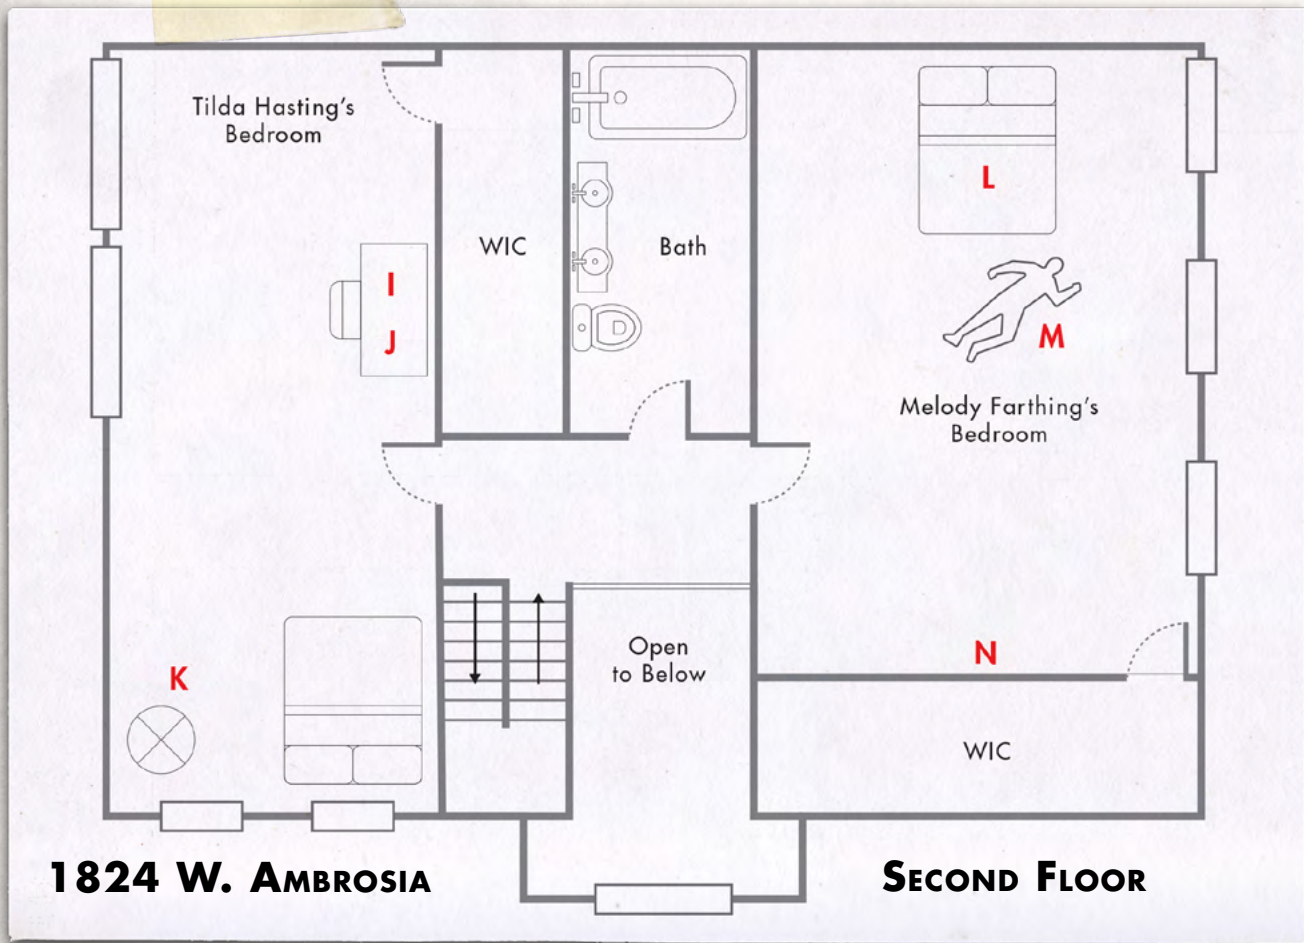 Tilda Hasting's
Bedroom
WIC
Bath
I
J
L
M
Melody Farthing's
Bedroom
K
Open
to Below
N
WIC
1824 W. Ambrosia
Second Floor